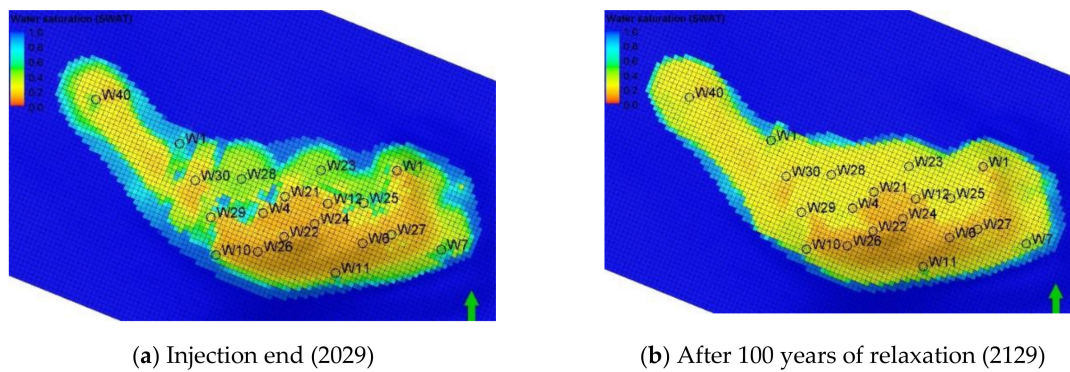 Water saturation (SWAT)
1.0
0.8
0.6
0.4
0.2
0.0
W40
W1
W30
W28
W23
W1
W21
W12
W25
W29
W4
W24
W22
W6
W27
W10
W26
W7
W11
(a) Injection end (2029)
Water saturation (SWAT)
1.0
0.8
0.6
0.4
0.2
0.0
W40
W1
W30
W28
W23
W1
W21
W12
W25
W29
W4
W24
W22
W6
W27
W10
W26
W7
W11
(b) After 100 years of relaxation (2129)